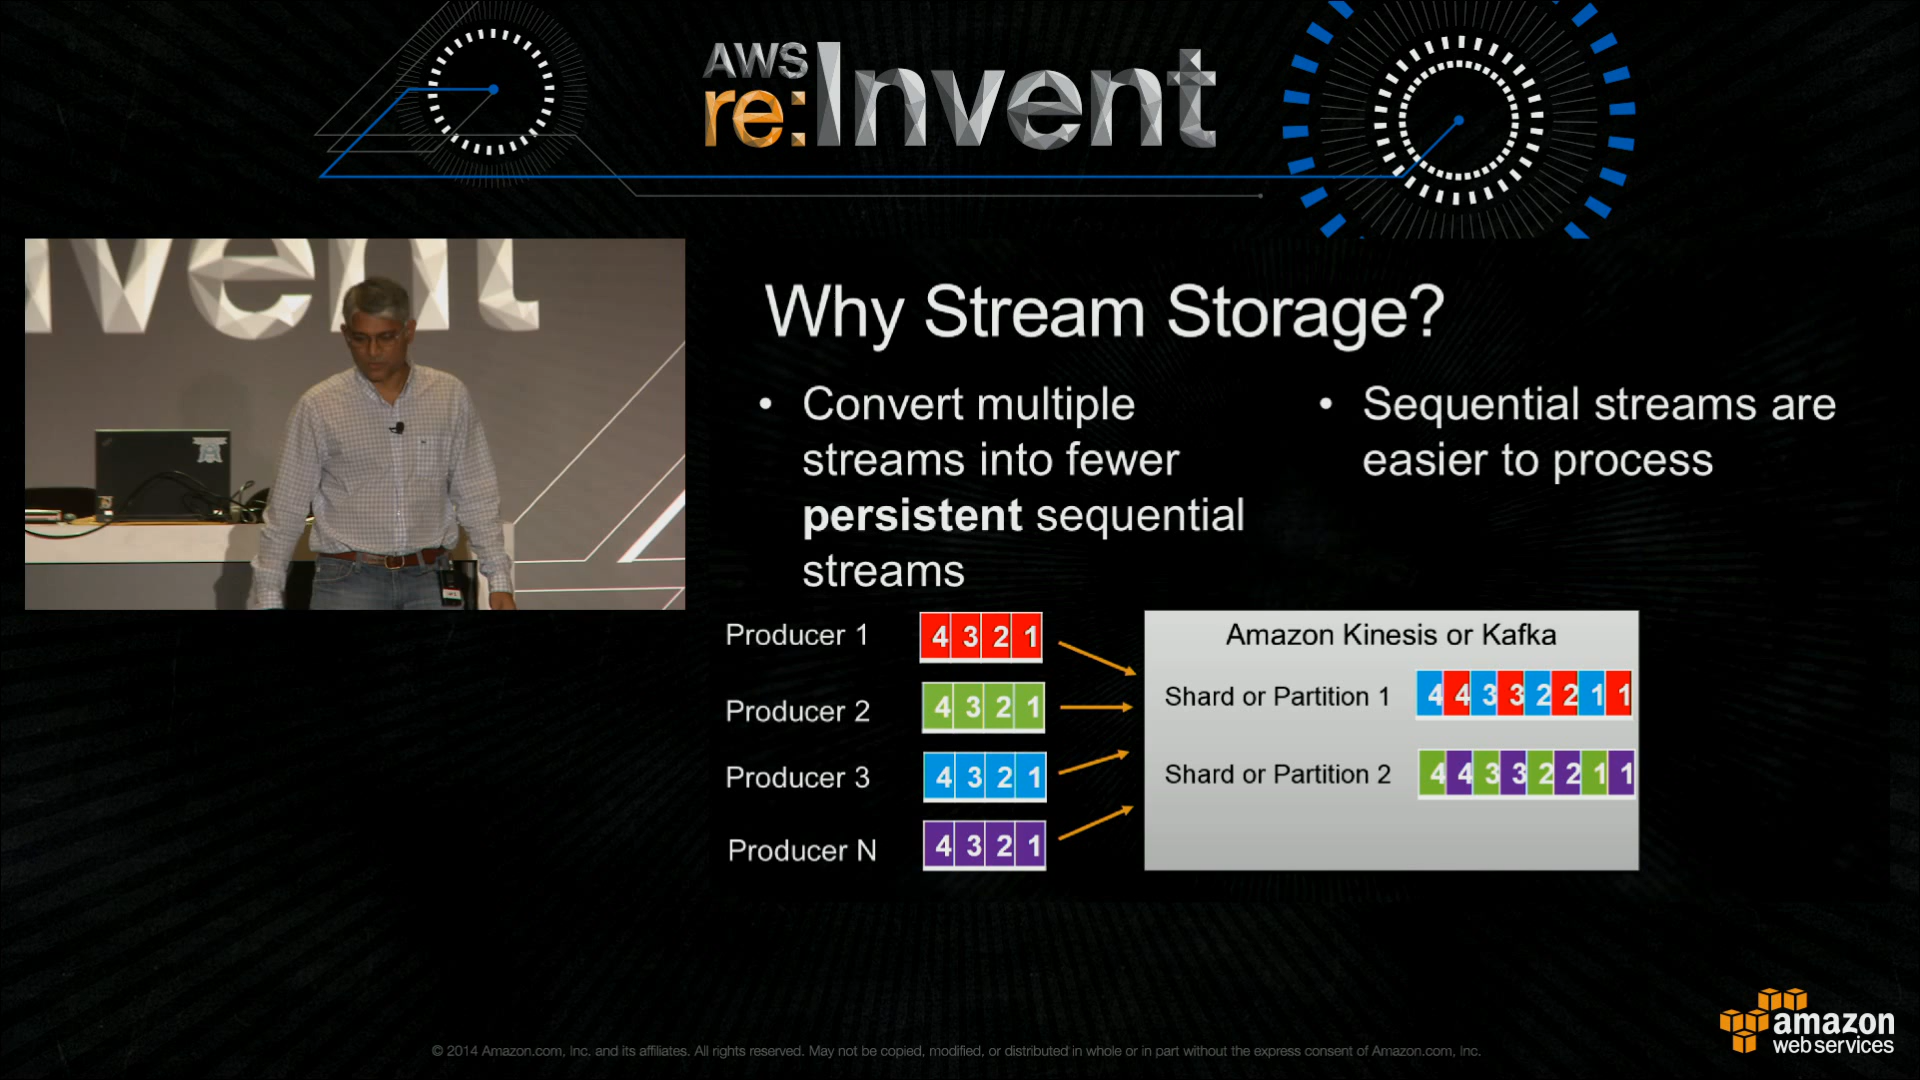 AWS
re:Invent
vent
Why Stream Storage?
• Convert multiple
streams into fewer
persistent sequential
streams
• Sequential streams are
easier to process
Producer 1
4 3 2 1
Producer 2
4 3 2 1
Producer 3
4 3 2 1
Producer N
4 3 2 1
Amazon Kinesis or Kafka
Shard or Partition 1
4 4 3 3 2 2 1 1
Shard or Partition 2
4 4 3 3 2 2 1 1
© 2014 Amazon.com, Inc. and its affiliates. All rights reserved. May not be copied, modified, or distributed in whole or in part without the express consent of Amazon.com, Inc.
amazon
web services